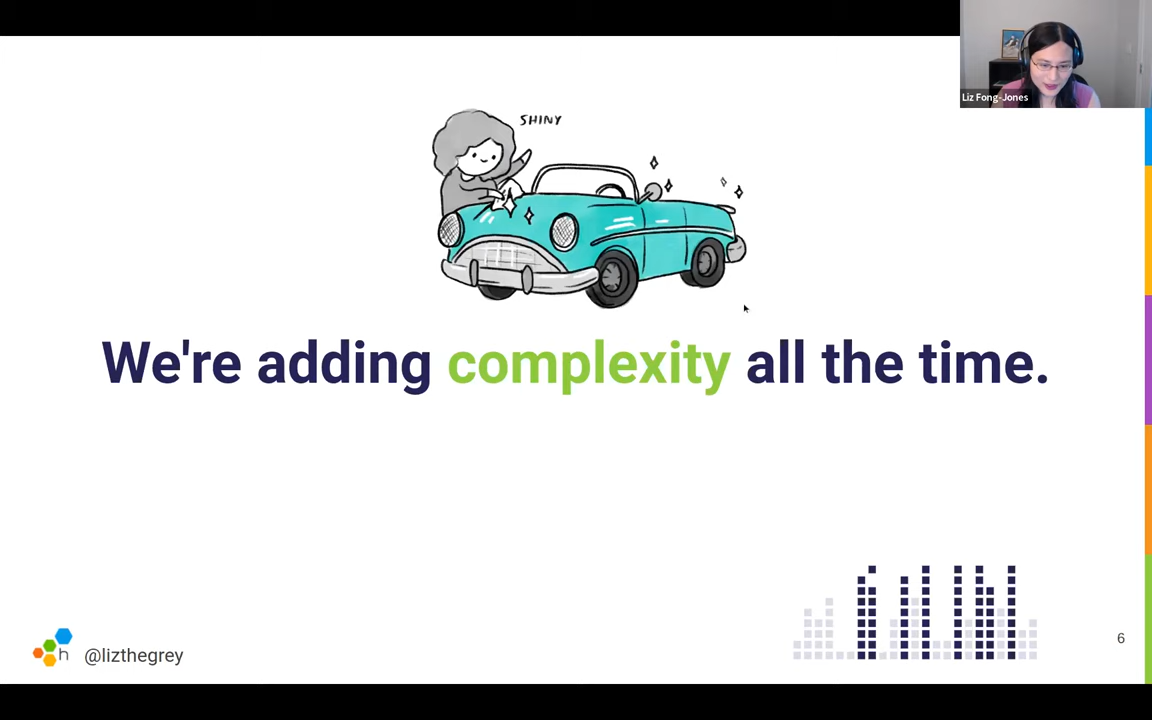 Liz Fong-Jones
SHINY
We're adding complexity all the time.
h
@lizthegrey
6